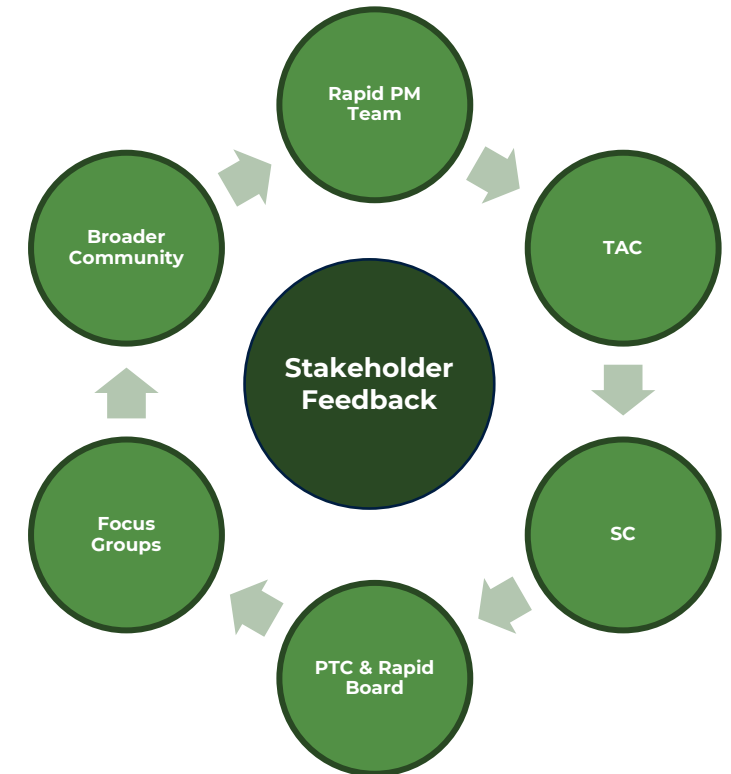 Rapid PM
Team
TAC
SC
PTC & Rapid
Board
Focus
Groups
Broader
Community
Stakeholder
Feedback